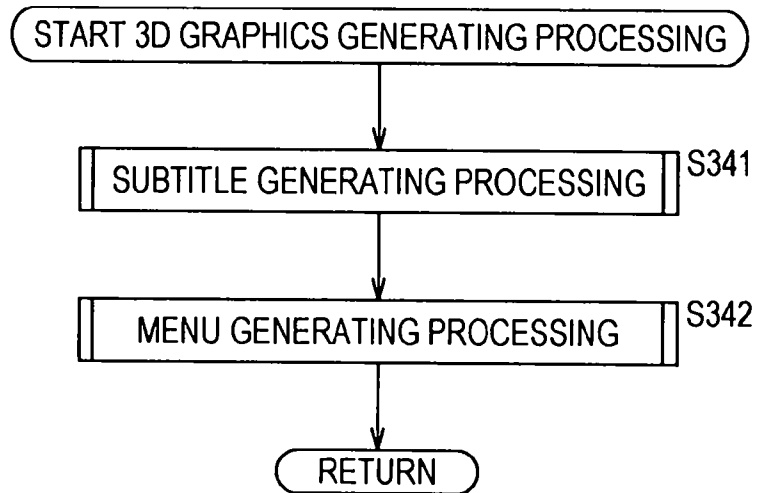 START 3D GRAPHICS GENERATING PROCESSING
SUBTITLE GENERATING PROCESSING
S341
MENU GENERATING PROCESSING
S342
RETURN